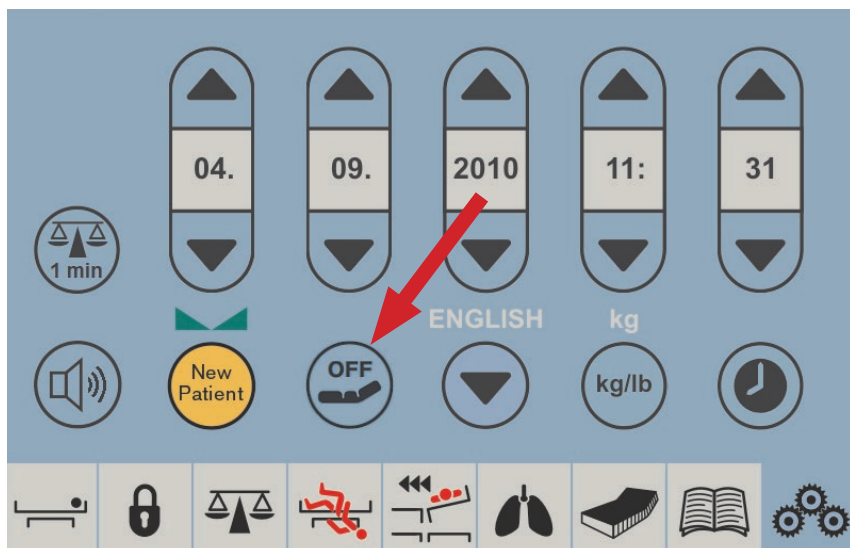 04.
09.
2010
11:
31
1 min
ENGLISH
kg
New
Patient
OFF
kg/lb